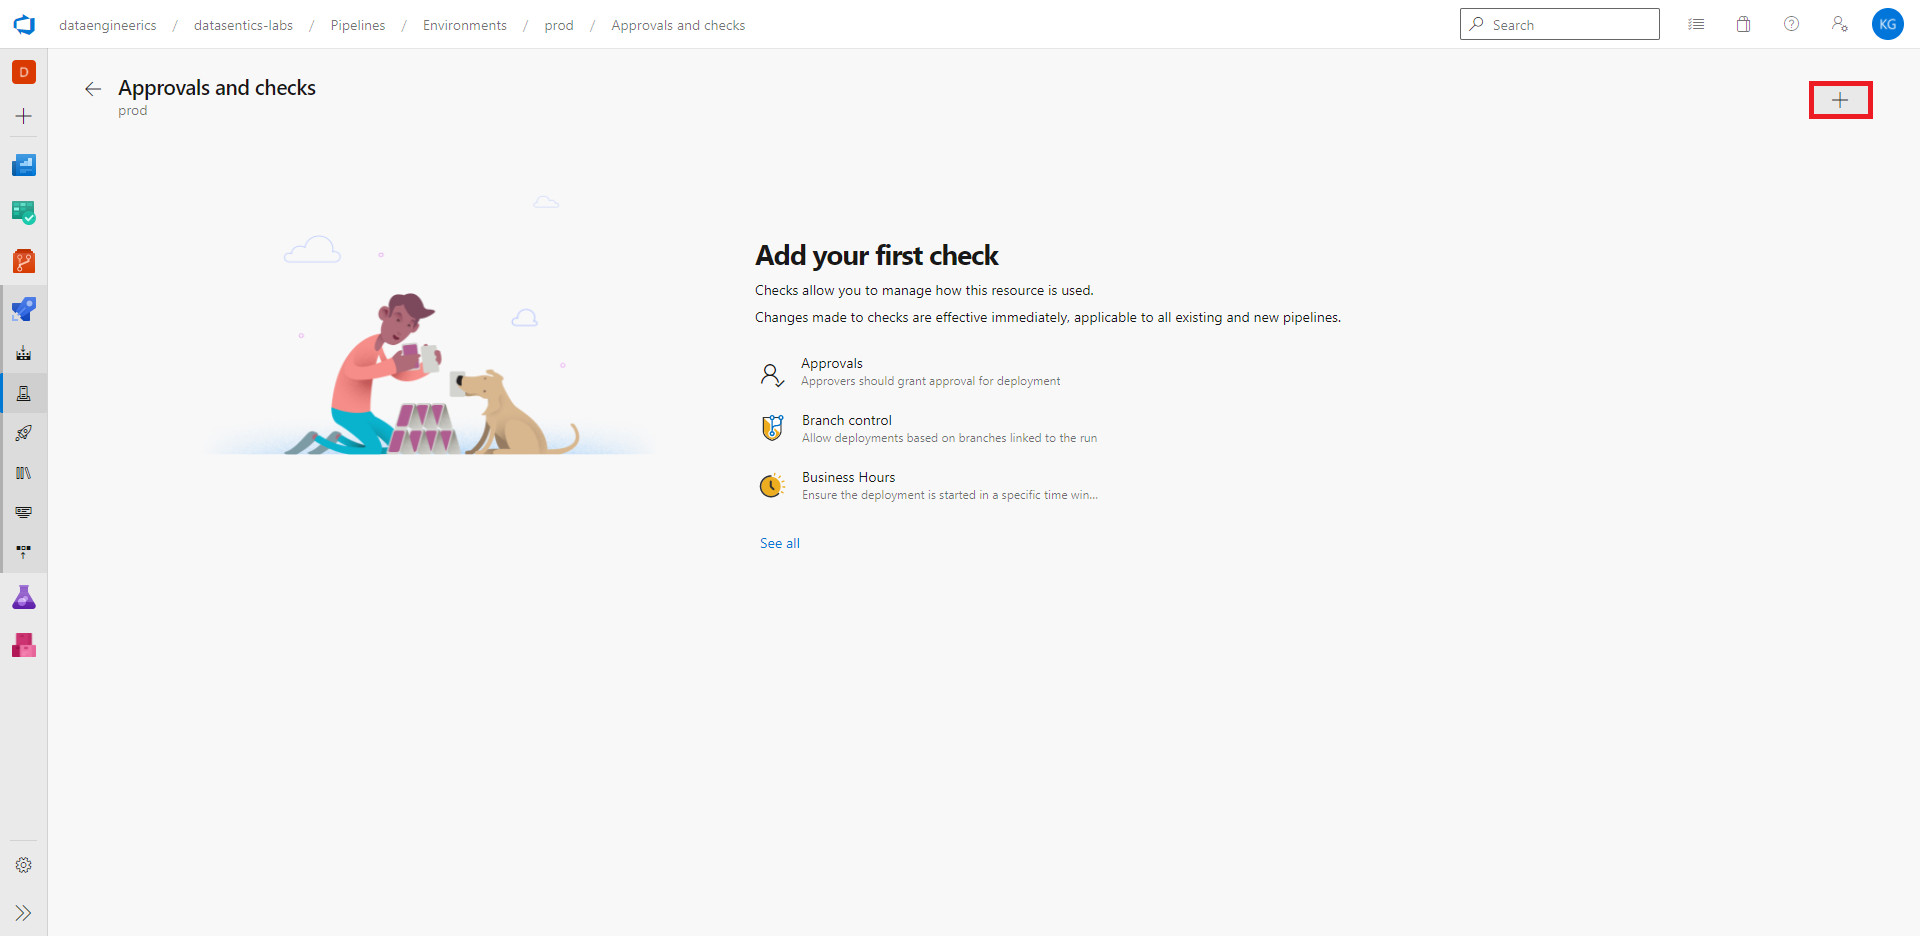 dataengineerics / datasentics-labs / Pipelines / Environments / prod / Approvals and checks
Search
KG
D
Approvals and checks
prod
Add your first check
Checks allow you to manage how this resource is used.
Changes made to checks are effective immediately, applicable to all existing and new pipelines.
Approvals
Approvers should grant approval for deployment
Branch control
Allow deployments based on branches linked to the run
Business Hours
Ensure the deployment is started in a specific time win...
See all